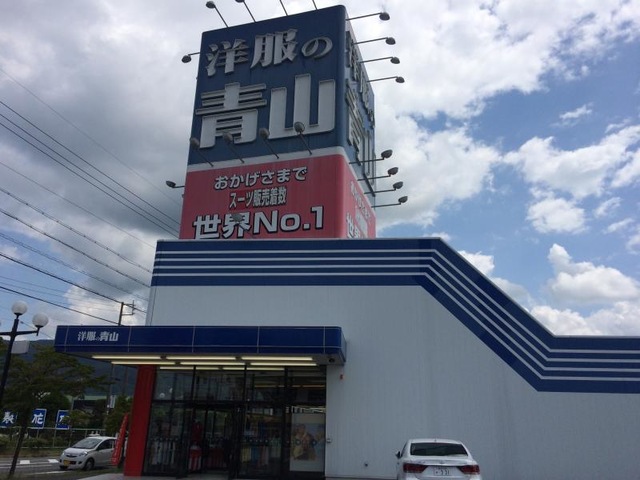 洋服の
青山
おかげさまで
スーツ販売着数
世界No.1
洋服の青山